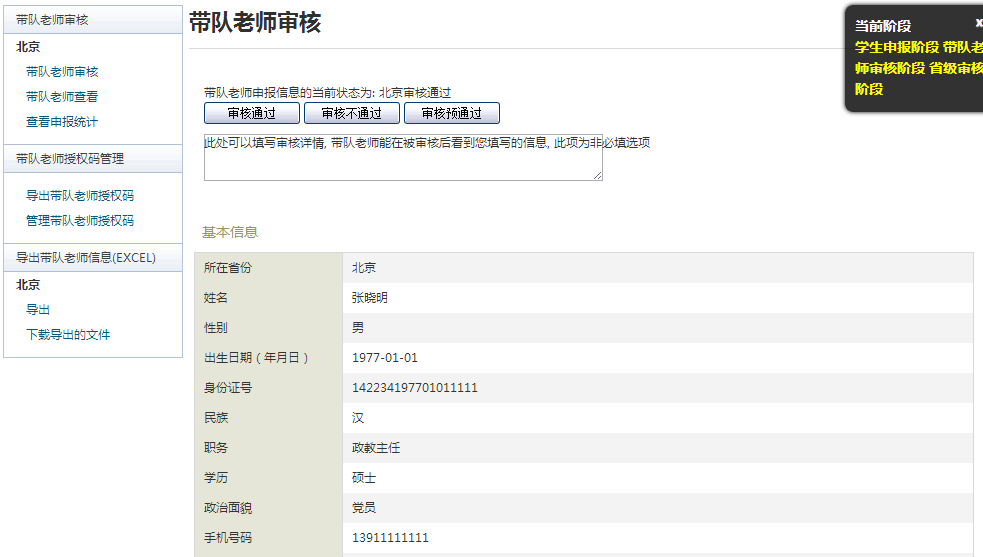 带队老师审核
北京
带队老师审核
带队老师查看
查看申报统计
带队老师授权码管理
导出带队老师授权码
管理带队老师授权码
导出带队老师信息(EXCEL)
北京
导出
下载导出的文件
带队老师审核
带队老师申报信息的当前状态为: 北京审核通过
审核通过 审核不通过 审核预通过
此处可以填写审核详情, 带队老师能在被审核后看到您填写的信息, 此项为非必填选项
基本信息
所在省份 北京
姓名 张晓明
性别 男
出生日期（年月日） 1977-01-01
身份证号 142234197701011111
民族 汉
职务 政教主任
学历 硕士
政治面貌 党员
手机号码 13911111111
当前阶段 x
学生申报阶段 带队老
师审核阶段 省级审核
阶段